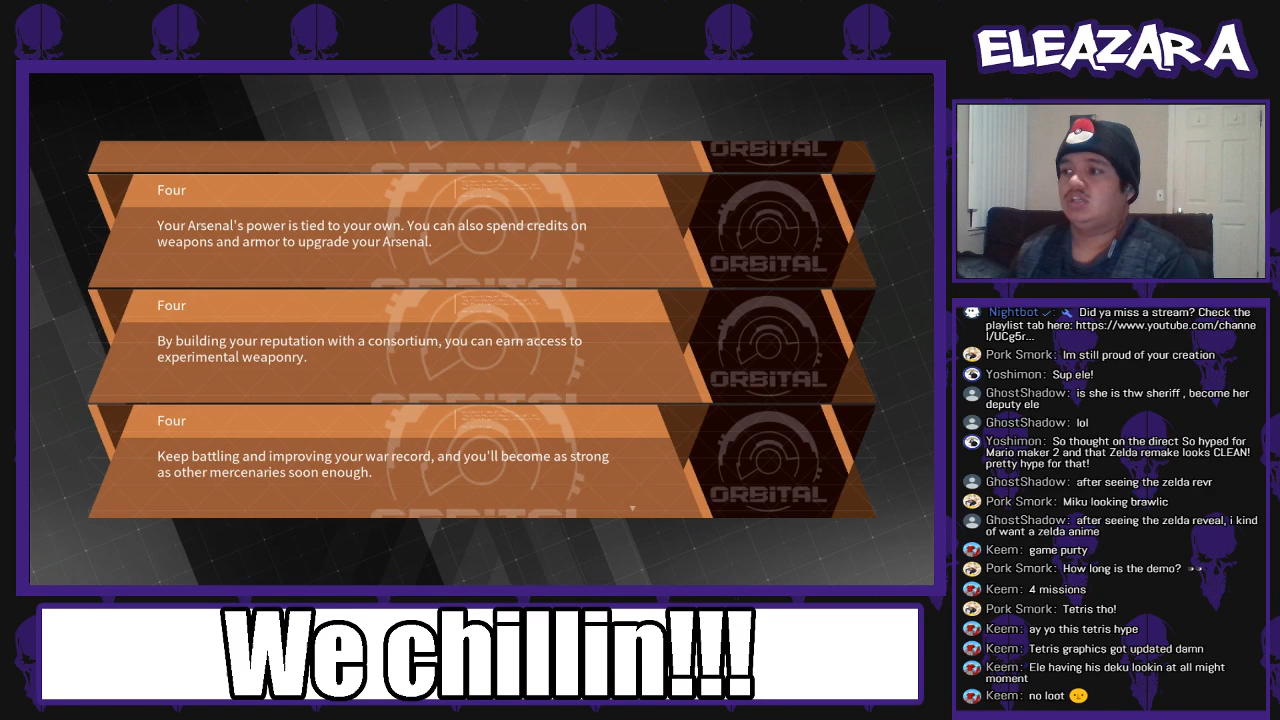 ELEAZAR A
ORBITAL
Four
Your Arsenal's power is tied to your own. You can also spend credits on
weapons and armor to upgrade your Arsenal.
ORBITAL
Four
By building your reputation with a consortium, you can earn access to
experimental weaponry.
ORBITAL
Four
Keep battling and improving your war record, and you'll become as strong
as other mercenaries soon enough.
ORBITAL
We chillin!!!
Nightbot: Did ya miss a stream? Check the
playlist tab here: https://www.youtube.com/channe
l/UCg5r...
Pork Smork: Im still proud of your creation
Yoshimon: Sup ele!
GhostShadow: is she is thw sheriff , become her
deputy ele
GhostShadow: lol
Yoshimon: So thought on the direct So hyped for
Mario maker 2 and that Zelda remake looks CLEAN!
pretty hype for that!
GhostShadow: after seeing the zelda revr
Pork Smork: Miku looking brawlic
GhostShadow: after seeing the zelda reveal, i kind
of want a zelda anime
Keem: game purty
Pork Smork: How long is the demo?
Keem: 4 missions
Pork Smork: Tetris tho!
Keem: ay yo this tetris hype
Keem: Tetris graphics got updated damn
Keem: Ele having his deku lookin at all might
moment
Keem: no loot